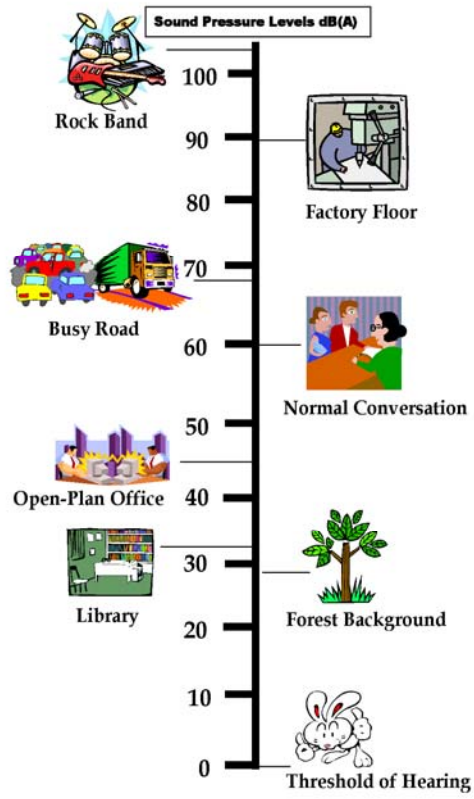 Sound Pressure Levels dB(A)
100
Rock Band
90
80
Factory Floor
70
Busy Road
60
Normal Conversation
50
Open-Plan Office
40
30
Library
Forest Background
20
10
0
Threshold of Hearing